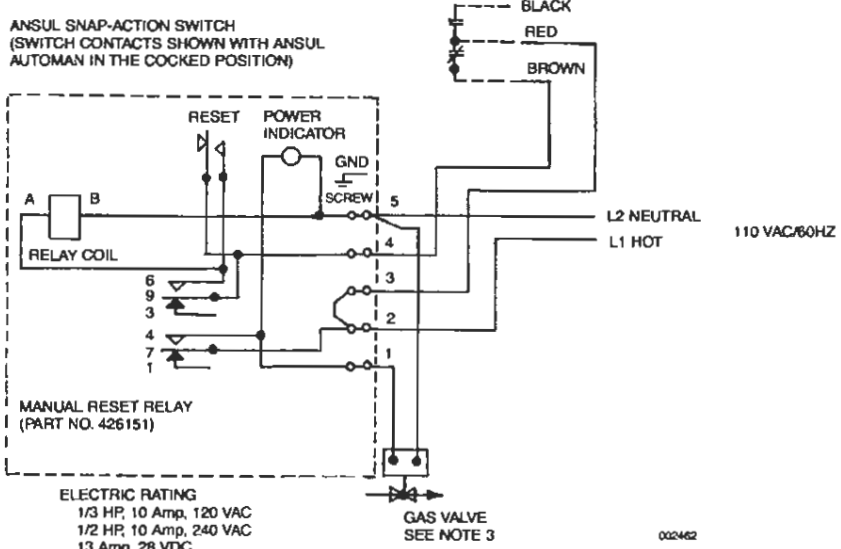 BLACK
ANSUL SNAP-ACTION SWITCH
(SWITCH CONTACTS SHOWN WITH ANSUL
AUTOMAN IN THE COCKED POSITION)
RED
BROWN
RESET
POWER
INDICATOR
GND
SCREW
5
A
B
L2 NEUTRAL
110 VAC/60HZ
L1 HOT
RELAY COIL
4
6
9
3
3
2
4
7
1
1
MANUAL RESET RELAY
(PART NO. 426151)
ELECTRIC RATING
1/3 HP, 10 Amp, 120 VAC
1/2 HP, 10 Amp, 240 VAC
13 Amp, 28 VDC
GAS VALVE
SEE NOTE 3
002462